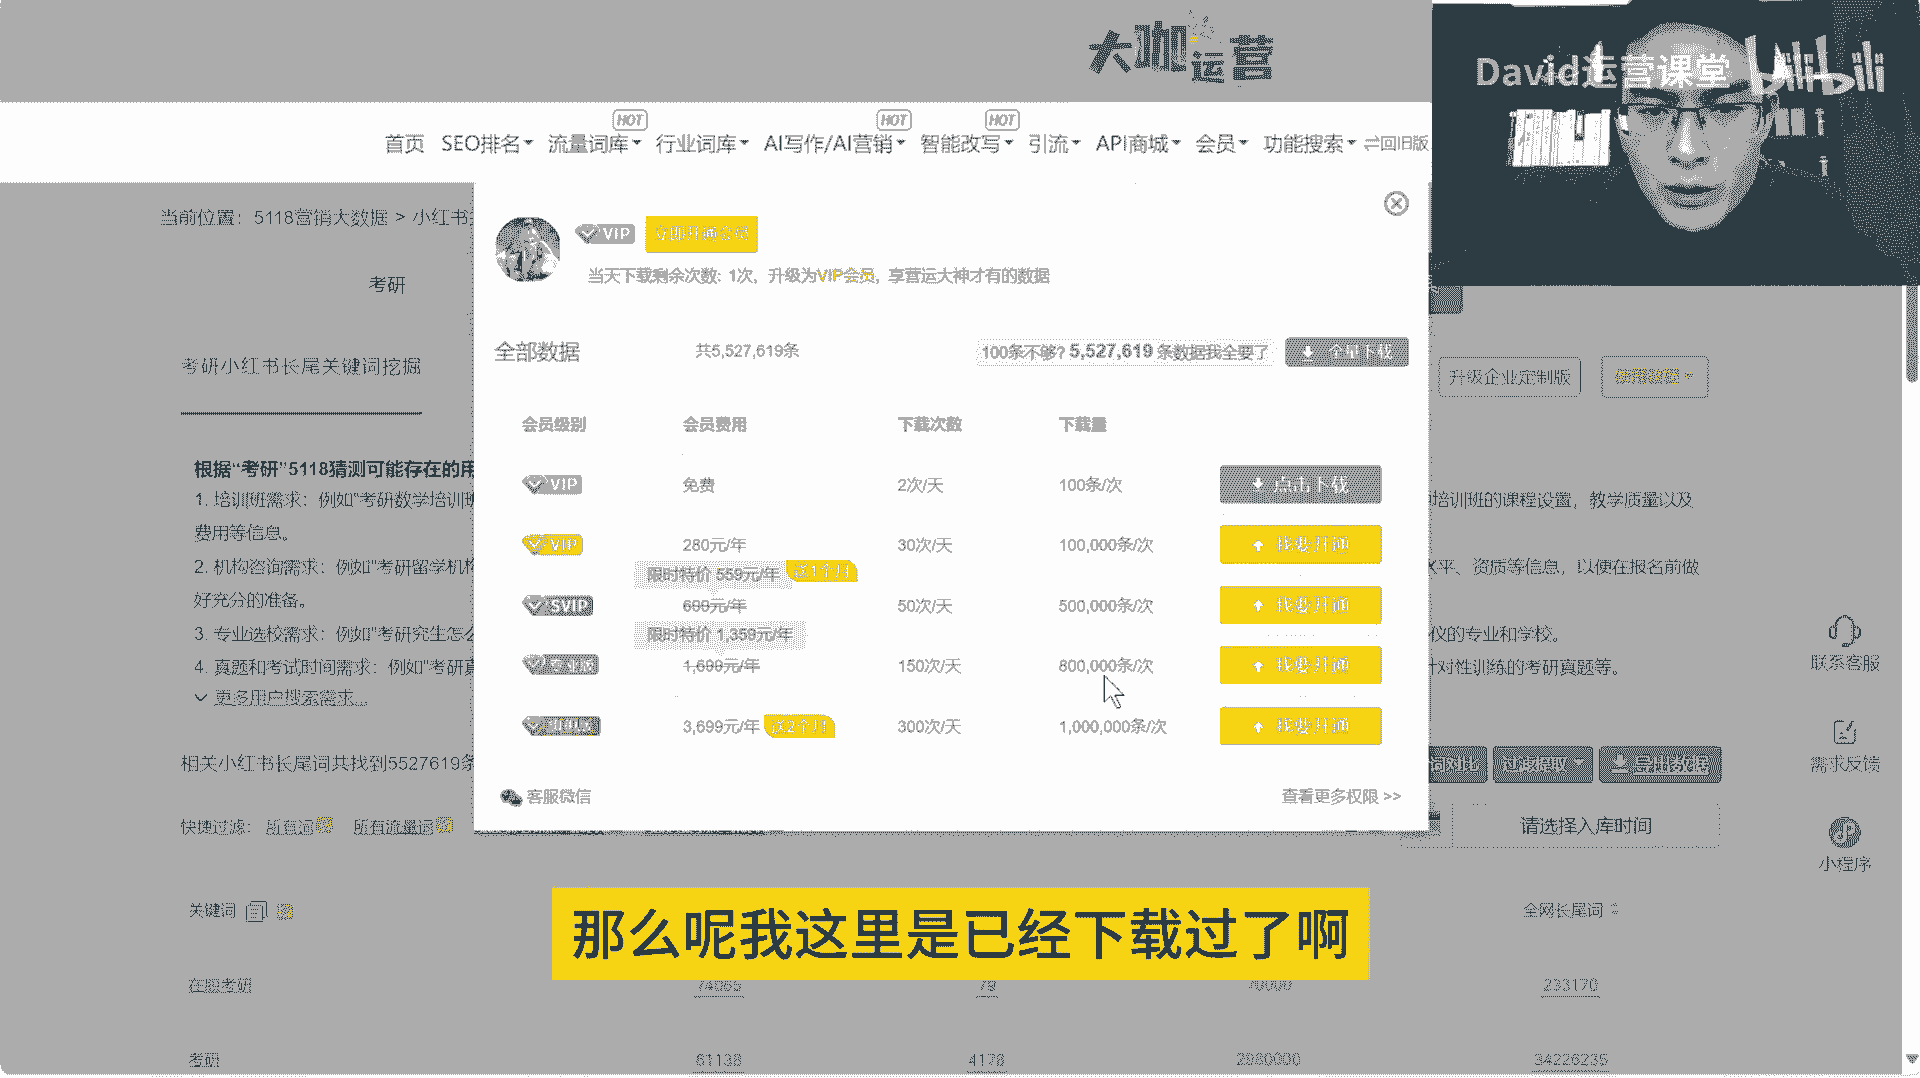 大咖运营
David运营课堂 bilibili
HOT HOT HOT
首页 SEO排名 流量词库 行业词库 AI写作/AI营销 智能改写 引流 API商城 会员 功能搜索 回旧版
当前位置：5118营销大数据 > 小红书
VIP 立即开通会员
当天下载剩余次数: 1次，升级为VIP会员，享营运大神才有的数据
考研
全部数据 共5,527,619条 100条不够? 5,527,619 条数据我全要了 全量下载
考研小红书长尾关键词挖掘
升级企业定制版
会员级别 会员费用 下载次数 下载量
根据“考研”5118猜测可能存在的用
VIP 免费 2次/天 100条/次 点击下载
1. 培训班需求：例如“考研数学培训班
培训班的课程设置，教学质量以及
费用等信息。
VIP 280元/年 30次/天 100,000条/次 我要开通
2. 机构咨询需求：例如“考研留学机构
水平、资质等信息，以便在报名前做
限时特价 559元/年 送1个月
好充分的准备。
SVIP 699元/年 50次/天 500,000条/次 我要开通
3. 专业选校需求：例如“考研究生怎么
仪的专业和学校。
限时特价 1,359元/年
专业版 1,699元/年 150次/天 800,000条/次 我要开通
4. 真题和考试时间需求：例如“考研真
针对性训练的考研真题等。
更多用户搜索需求...
3,699元/年 送2个月 300次/天 1,000,000条/次 我要开通
联系客服
相关小红书长尾词共找到5527619条
词对比 过滤提取 导出数据
需求反馈
客服微信 查看更多权限 >>
快速过滤： 所有词 所有流量词
请选择入库时间
小程序
关键词 全网长尾词
那么呢我这里是已经下载过了啊
在职考研 74065 79 70000 233170
考研 61138 4178 2980000 34226235